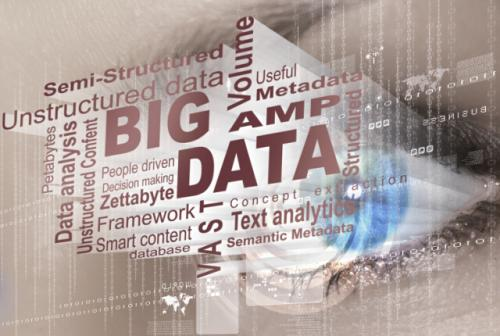 Semi-Structured
Unstructured data
Volume
Useful
Metadata
BIG
AMP
DATA
Petabytes
Data analysis
Unstructured Content
People driven
Decision making
Zettabyte
Framework
Smart content
database
VAST
Structured
Concept extraction
Text analytics
Semantic Metadata
BUSINESS